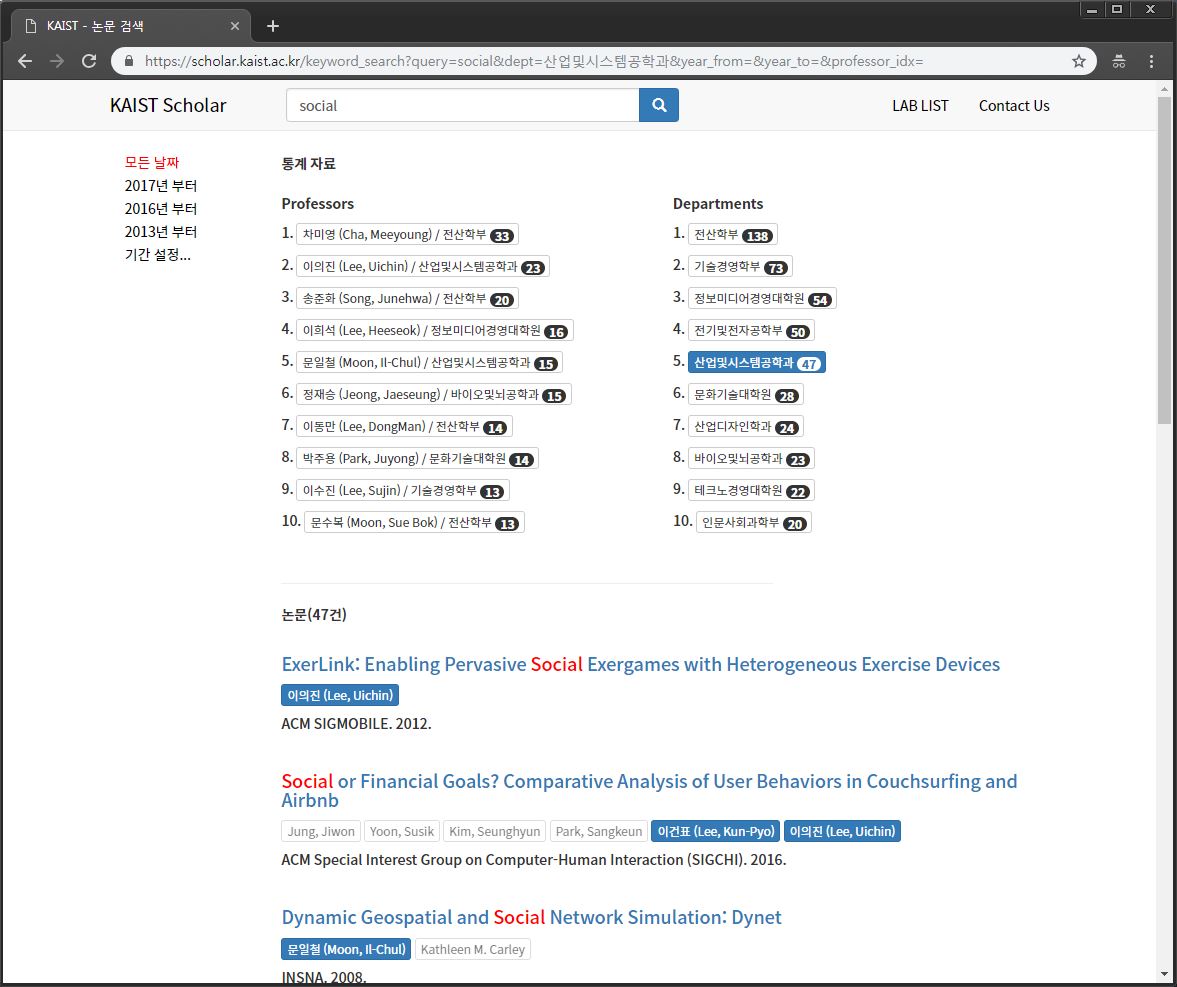 KAIST - 논문 검색
https://scholar.kaist.ac.kr/keyword_search?query=social&dept=산업및시스템공학과&year_from=&year_to=&professor_idx=
KAIST Scholar
social
LAB LIST
Contact Us
모든 날짜
2017년 부터
2016년 부터
2013년 부터
기간 설정...
통계 자료
Professors
1. 차미영 (Cha, Meeyoung) / 전산학부 33
2. 이의진 (Lee, Uichin) / 산업및시스템공학과 23
3. 송준화 (Song, Junehwa) / 전산학부 20
4. 이희석 (Lee, Heeseok) / 정보미디어경영대학원 16
5. 문일철 (Moon, Il-Chul) / 산업및시스템공학과 15
6. 정재승 (Jeong, Jaeseung) / 바이오및뇌공학과 15
7. 이동만 (Lee, DongMan) / 전산학부 14
8. 박주용 (Park, Juyong) / 문화기술대학원 14
9. 이수진 (Lee, Sujin) / 기술경영학부 13
10. 문수복 (Moon, Sue Bok) / 전산학부 13
Departments
1. 전산학부 138
2. 기술경영학부 73
3. 정보미디어경영대학원 54
4. 전기및전자공학부 50
5. 산업및시스템공학과 47
6. 문화기술대학원 28
7. 산업디자인학과 24
8. 바이오및뇌공학과 23
9. 테크노경영대학원 22
10. 인문사회과학부 20
논문(47건)
ExerLink: Enabling Pervasive Social Exergames with Heterogeneous Exercise Devices
이의진 (Lee, Uichin)
ACM SIGMOBILE. 2012.
Social or Financial Goals? Comparative Analysis of User Behaviors in Couchsurfing and
Airbnb
Jung, Jiwon Yoon, Susik Kim, Seunghyun Park, Sangkeun 이건표 (Lee, Kun-Pyo) 이의진 (Lee, Uichin)
ACM Special Interest Group on Computer-Human Interaction (SIGCHI). 2016.
Dynamic Geospatial and Social Network Simulation: Dynet
문일철 (Moon, Il-Chul) Kathleen M. Carley
INSNA. 2008.